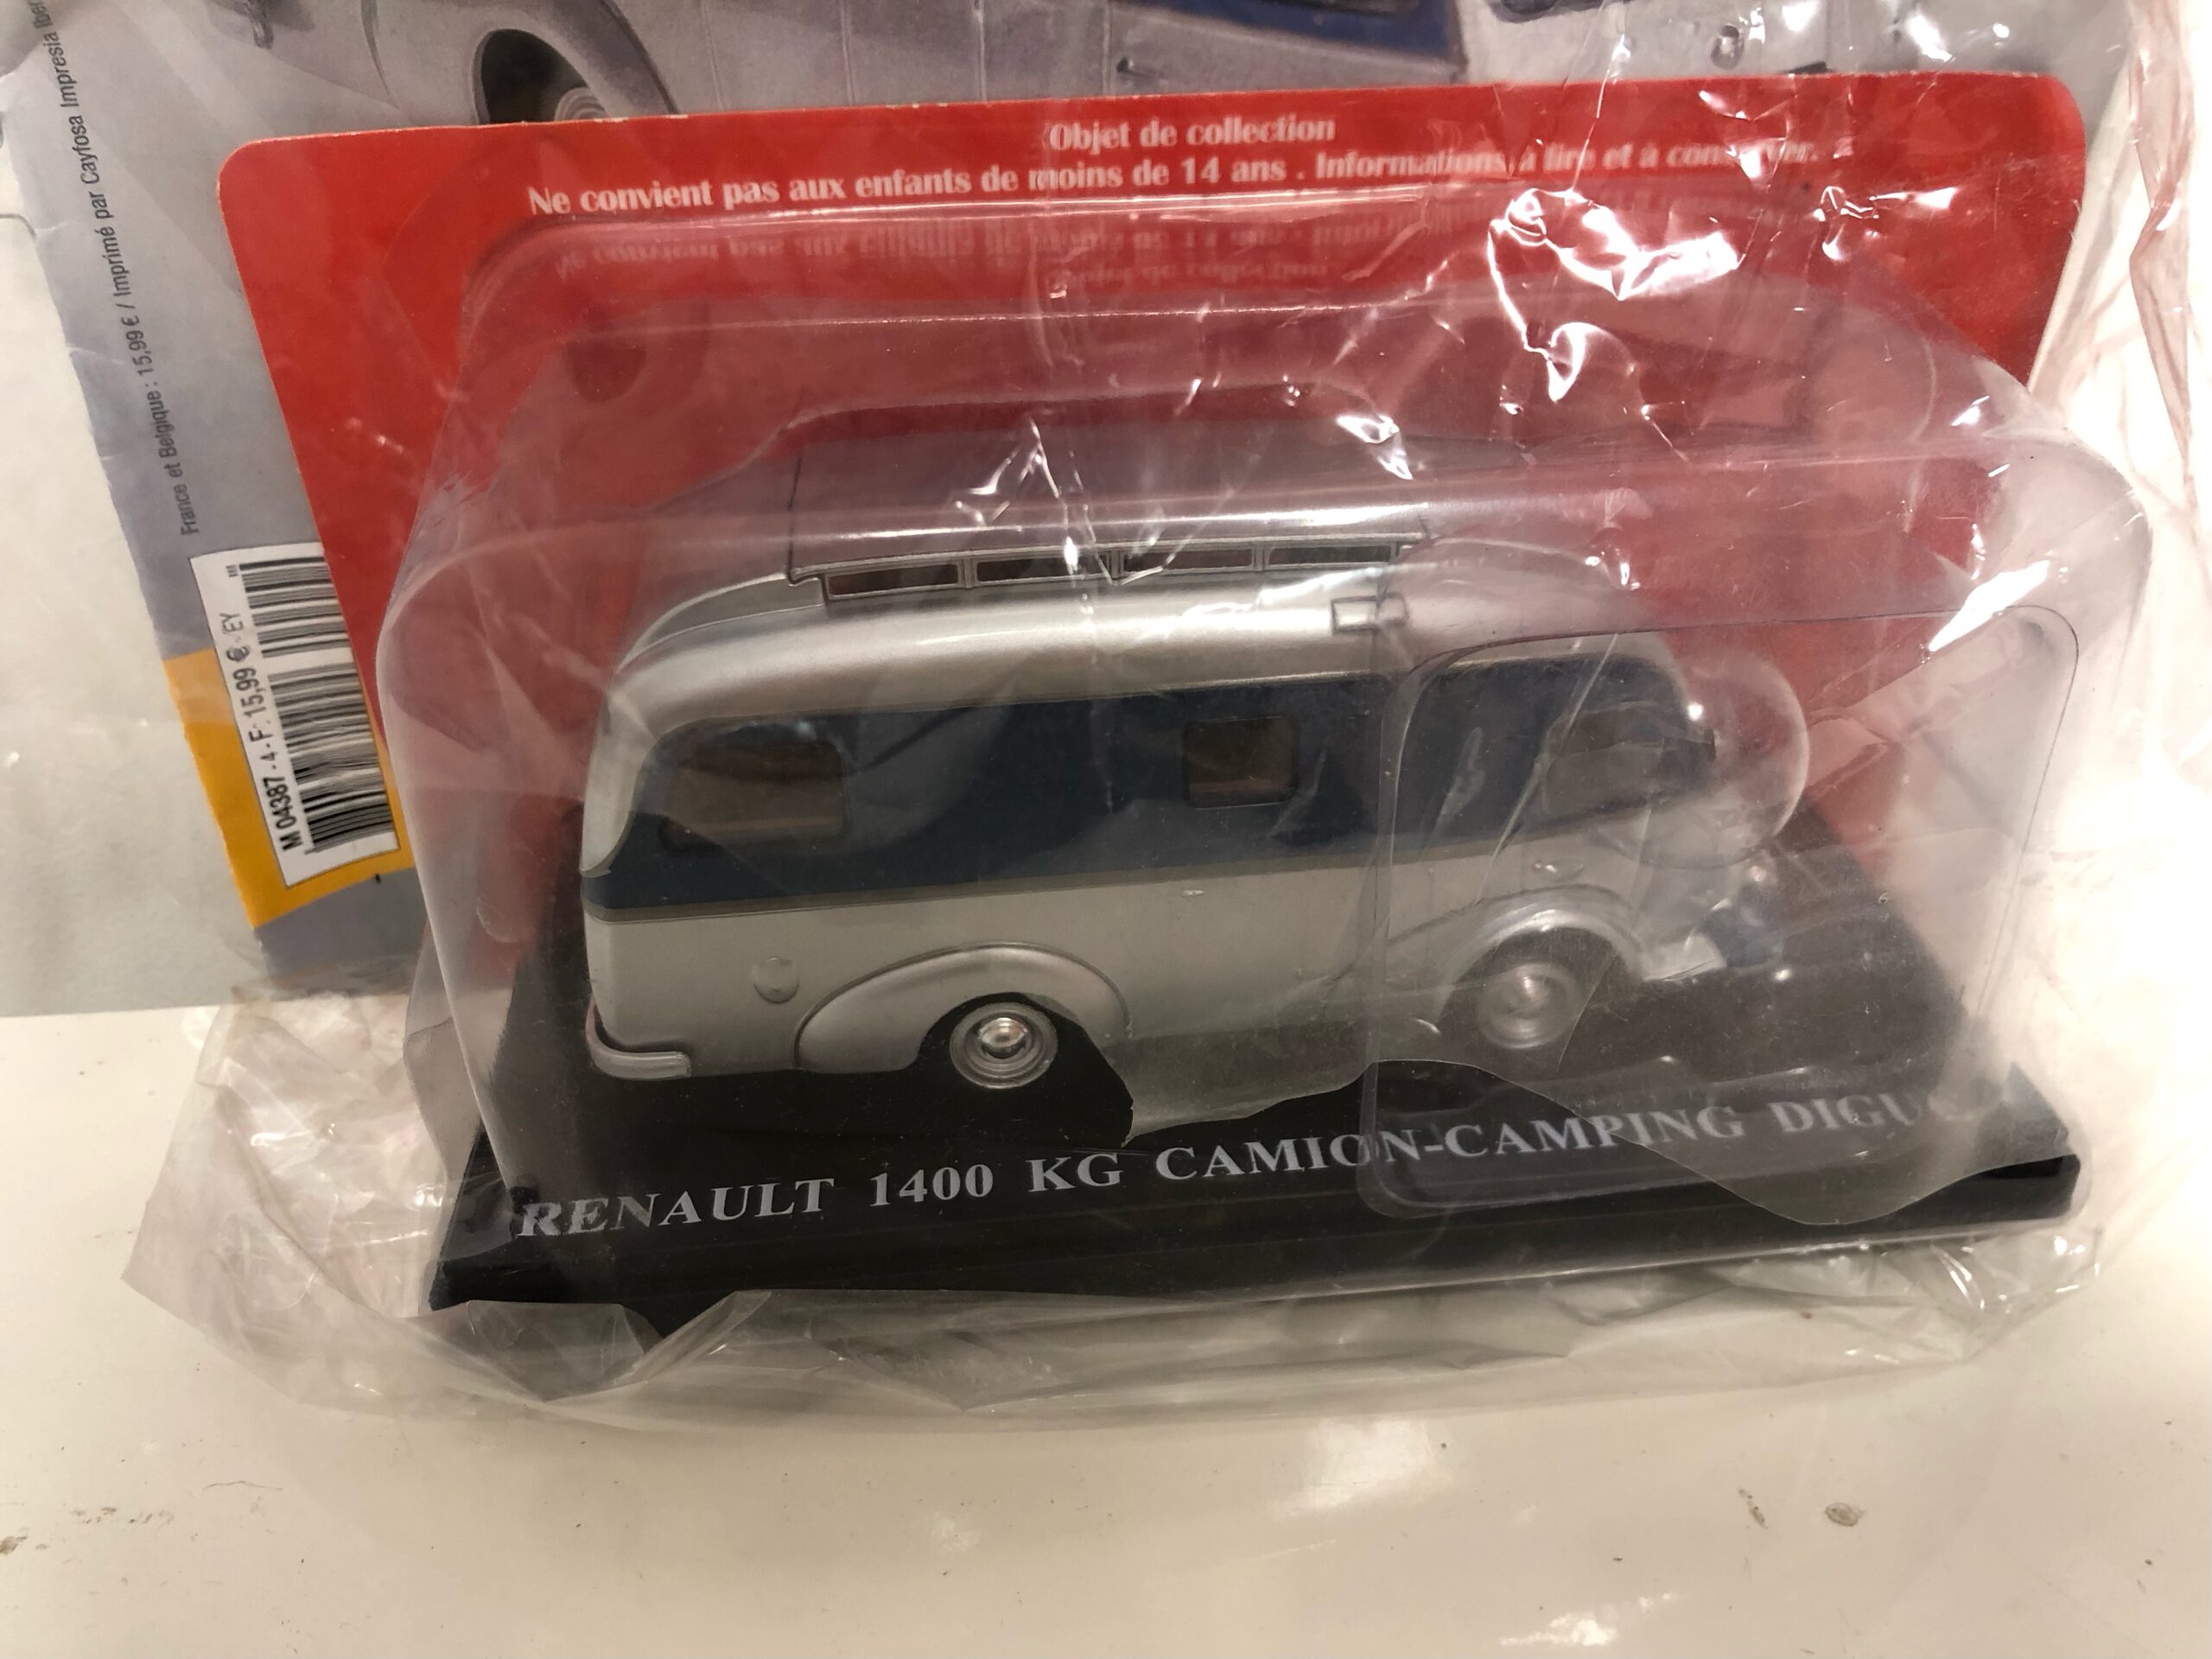 Objet de collection
Ne convient pas aux enfants de moins de 14 ans . Informations à lire et à conserver.
France et Belgique : 15,99 € / Imprimé par Cayfosa Impresia
M 04387 - 4 - F: 15,99 € - EY
RENAULT 1400 KG CAMION-CAMPING